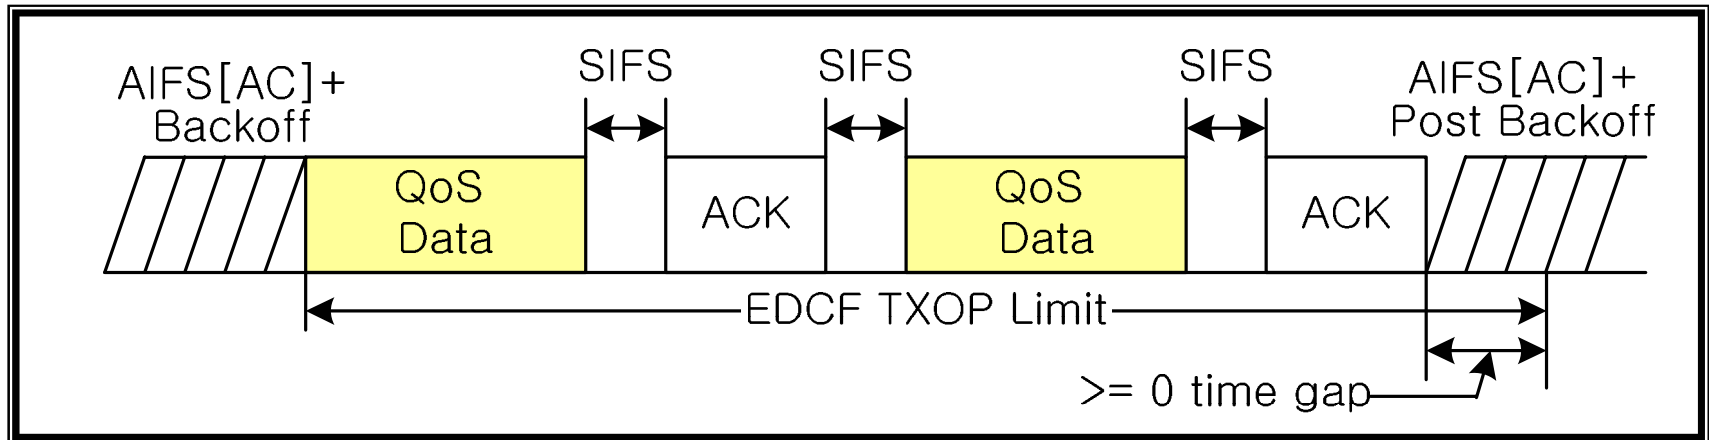 AIFS[AC]+
Backoff
SIFS
SIFS
SIFS
AIFS[AC]+
Post Backoff
QoS
Data
ACK
QoS
Data
ACK
EDCF TXOP Limit
>= 0 time gap